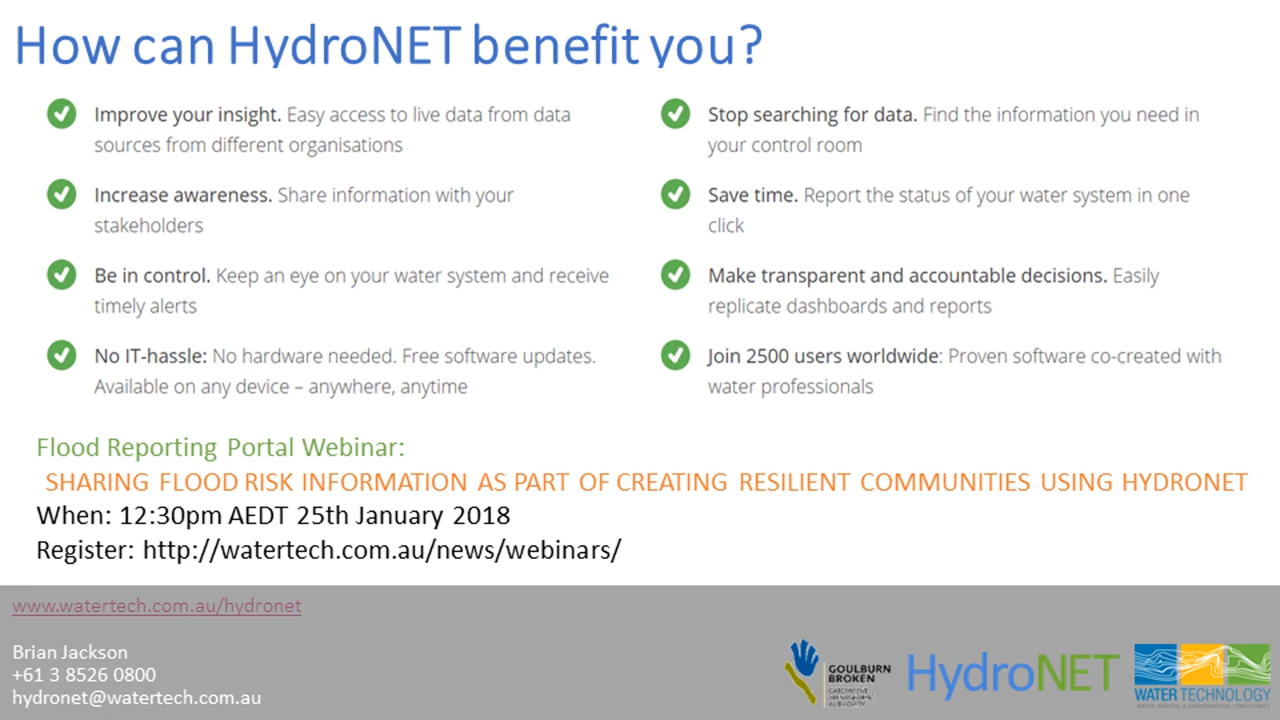 How can HydroNET benefit you?
Improve your insight. Easy access to live data from data
sources from different organisations
Increase awareness. Share information with your
stakeholders
Be in control. Keep an eye on your water system and receive
timely alerts
No IT-hassle: No hardware needed. Free software updates.
Available on any device – anywhere, anytime
Stop searching for data. Find the information you need in
your control room
Save time. Report the status of your water system in one
click
Make transparent and accountable decisions. Easily
replicate dashboards and reports
Join 2500 users worldwide: Proven software co-created with
water professionals
Flood Reporting Portal Webinar:
SHARING FLOOD RISK INFORMATION AS PART OF CREATING RESILIENT COMMUNITIES USING HYDRONET
When: 12:30pm AEDT 25th January 2018
Register: http://watertech.com.au/news/webinars/
www.watertech.com.au/hydronet
Brian Jackson
+61 3 8526 0800
hydronet@watertech.com.au
GOULBURN
BROKEN
CATCHMENT
MANAGEMENT
AUTHORITY
HydroNET
WATER TECHNOLOGY
WATER, COASTAL & ENVIRONMENTAL CONSULTANTS